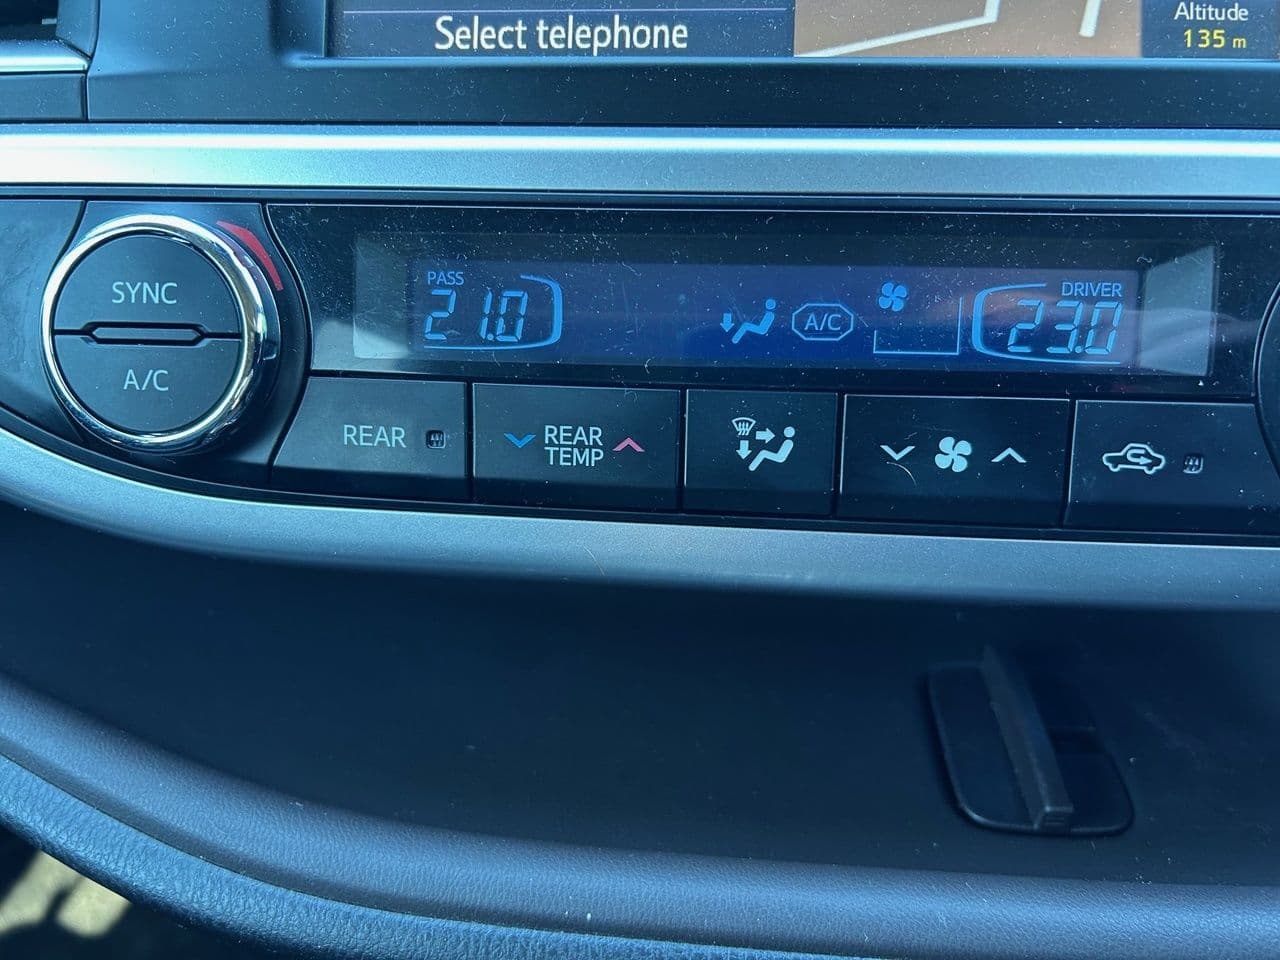 Select telephone
Altitude
135 m
SYNC
A/C
PASS
21.0
A/C
DRIVER
23.0
REAR
REAR
TEMP